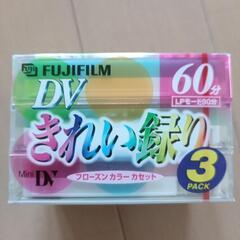 Fuji
FUJIFILM
DV
60分
LPモード90分
きれい録り
Mini DV
フローズン カラー カセット
3
PACK